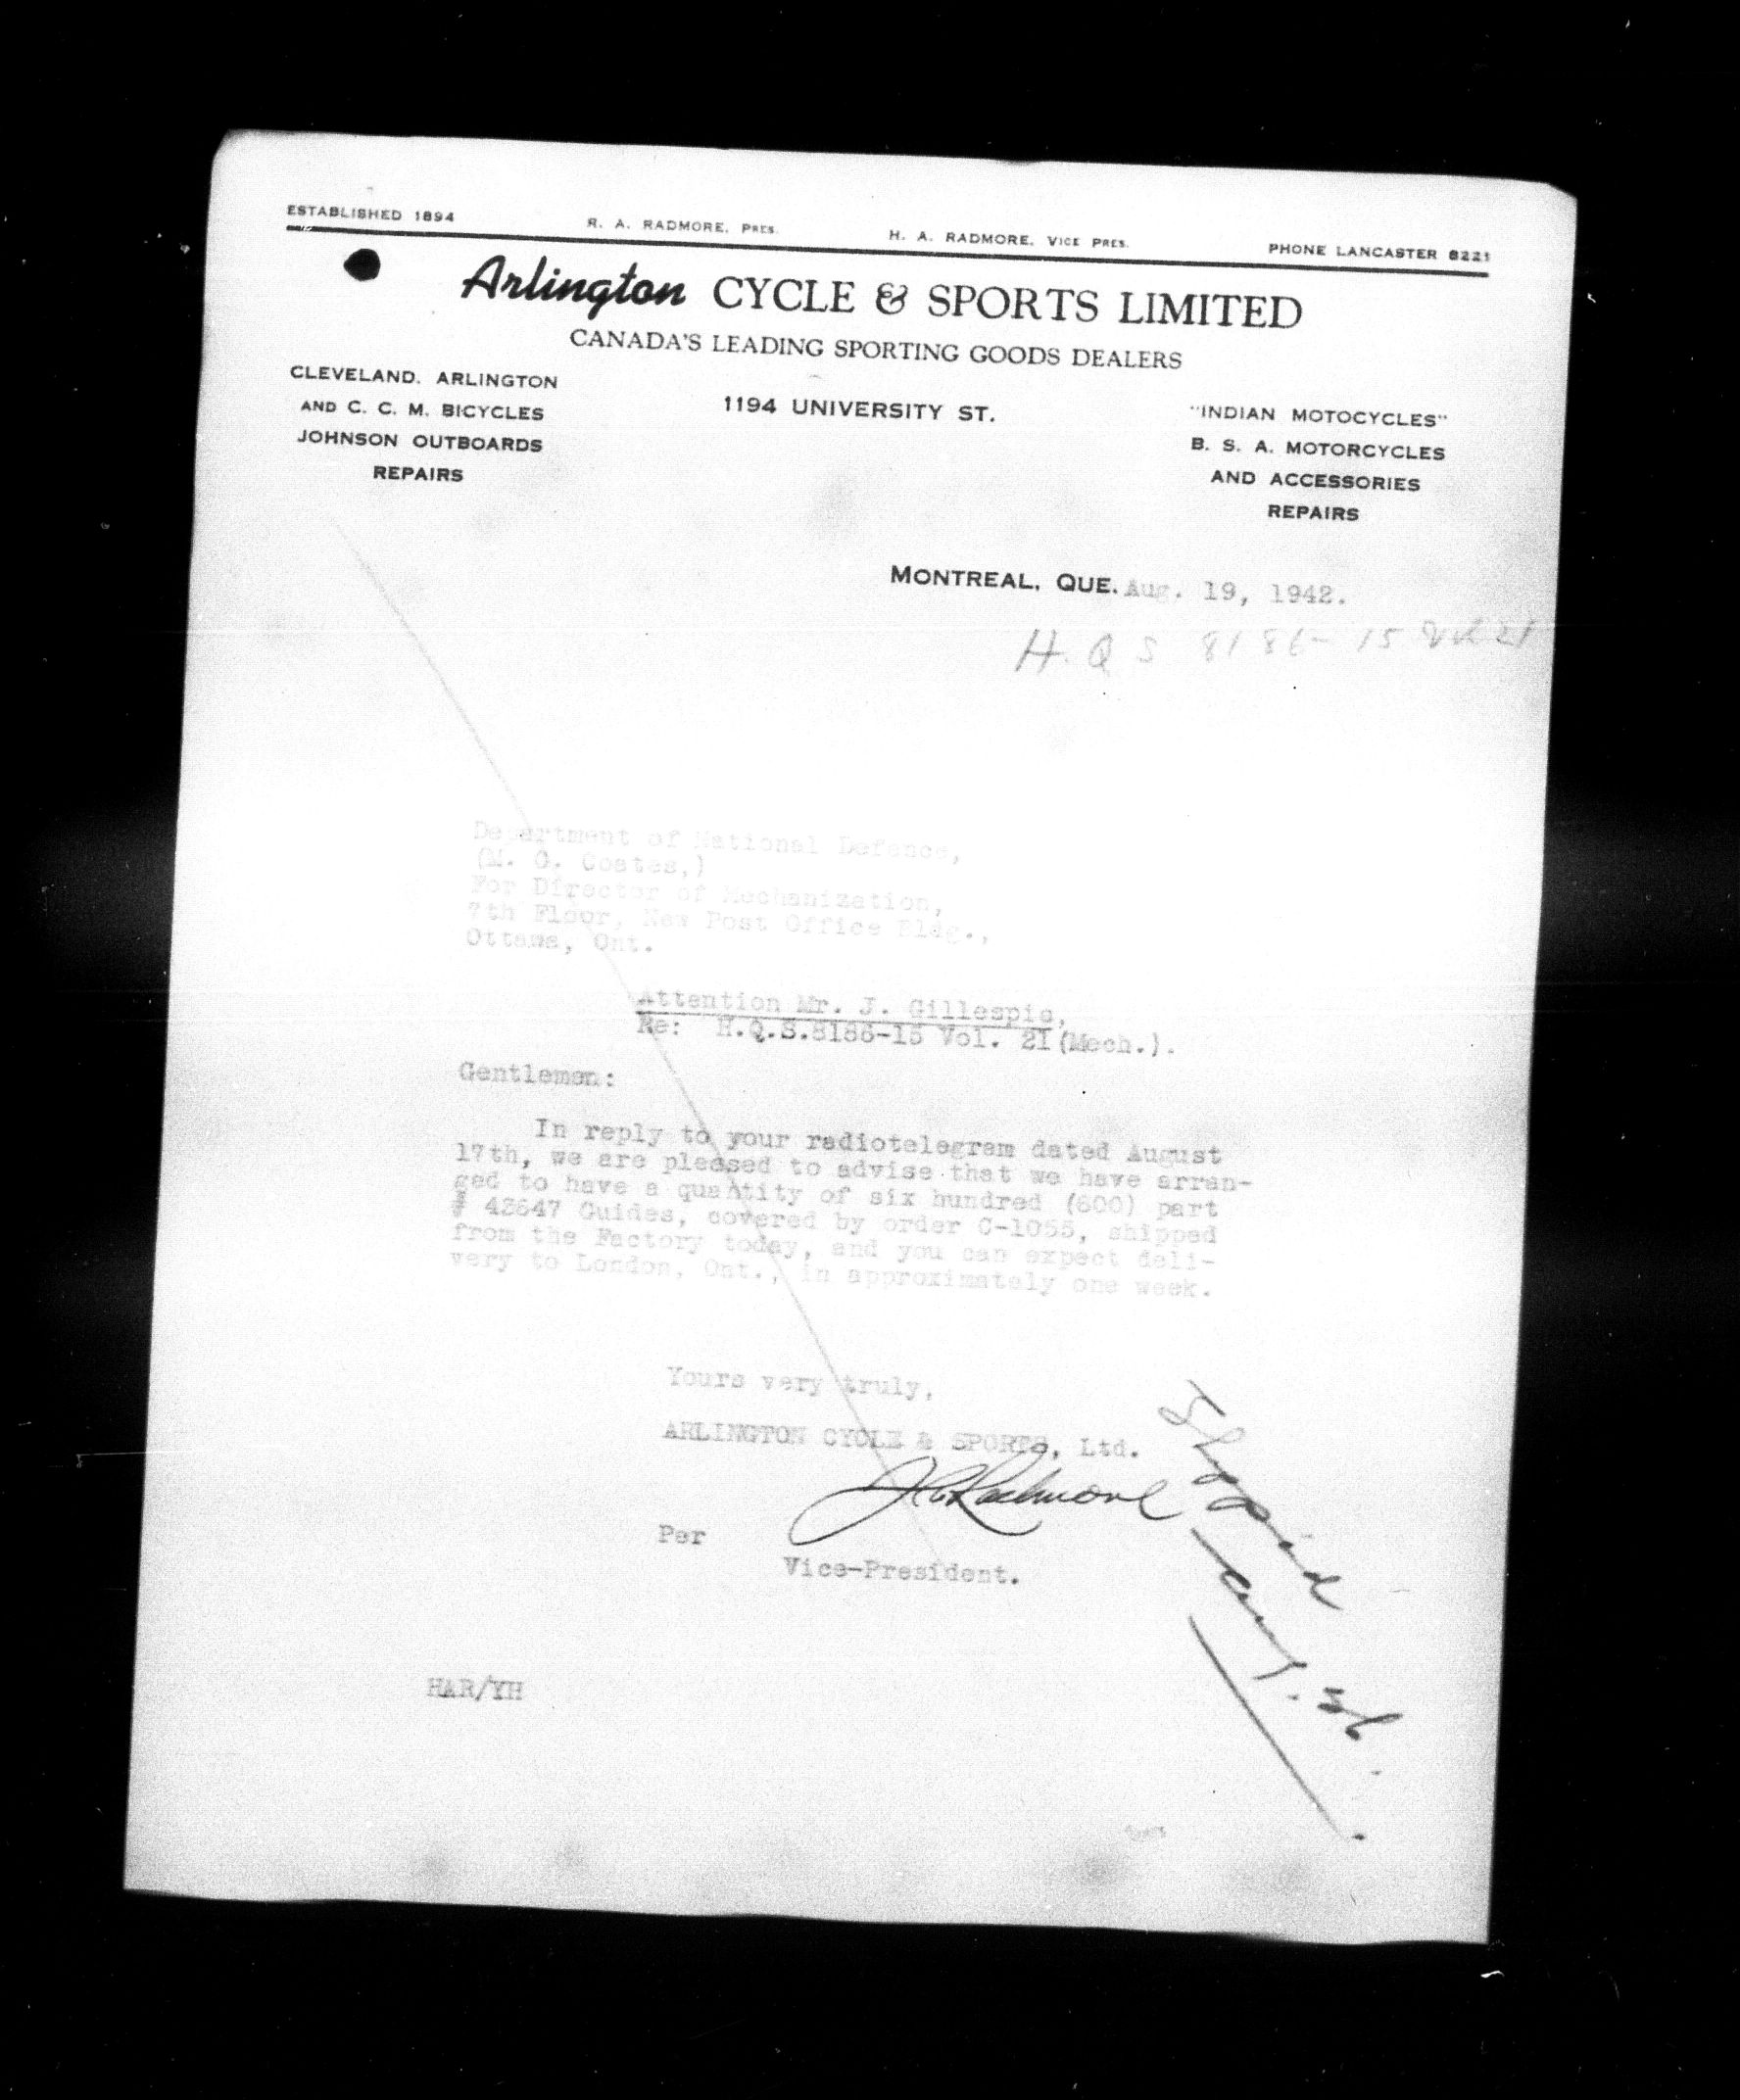 ESTABLISHED 1894 R. A. RADMORE, PRES. H. A. RADMORE, VICE PRES. PHONE LANCASTER 8221
Arlington CYCLE & SPORTS LIMITED
CANADA'S LEADING SPORTING GOODS DEALERS
CLEVELAND, ARLINGTON
AND C. C. M. BICYCLES
JOHNSON OUTBOARDS
REPAIRS
1194 UNIVERSITY ST.
"INDIAN MOTOCYCLES"
B. S. A. MOTORCYCLES
AND ACCESSORIES
REPAIRS
MONTREAL, QUE. Aug. 19, 1942.
H.Q S 8186-15 Vol 21
Department of National Defence,
(M. G. Coates,)
For Director of Mechanization,
7th Floor, New Post Office Bldg.,
Ottawa, Ont.
Attention Mr. J. Gillespie,
Re: H.Q.S.8186-15 Vol. 21 (Mech.).
Gentlemen:
In reply to your radiotelegram dated August
17th, we are pleased to advise that we have arran-
ged to have a quantity of six hundred (600) part
# 43647 Guides, covered by order C-1055, shipped
from the Factory today, and you can expect deli-
very to London, Ont., in approximately one week.
Yours very truly,
ARLINGTON CYCLE & SPORTS, Ltd.
Per
Vice-President.
HAR/YH